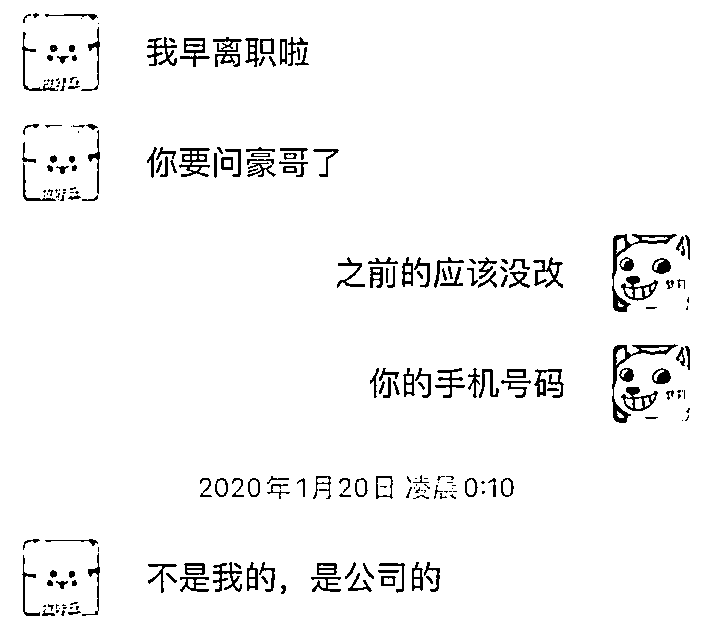 我早离职啦
你要问豪哥了
之前的应该没改
你的手机号码
2020年1月20日 凌晨0:10
不是我的，是公司的